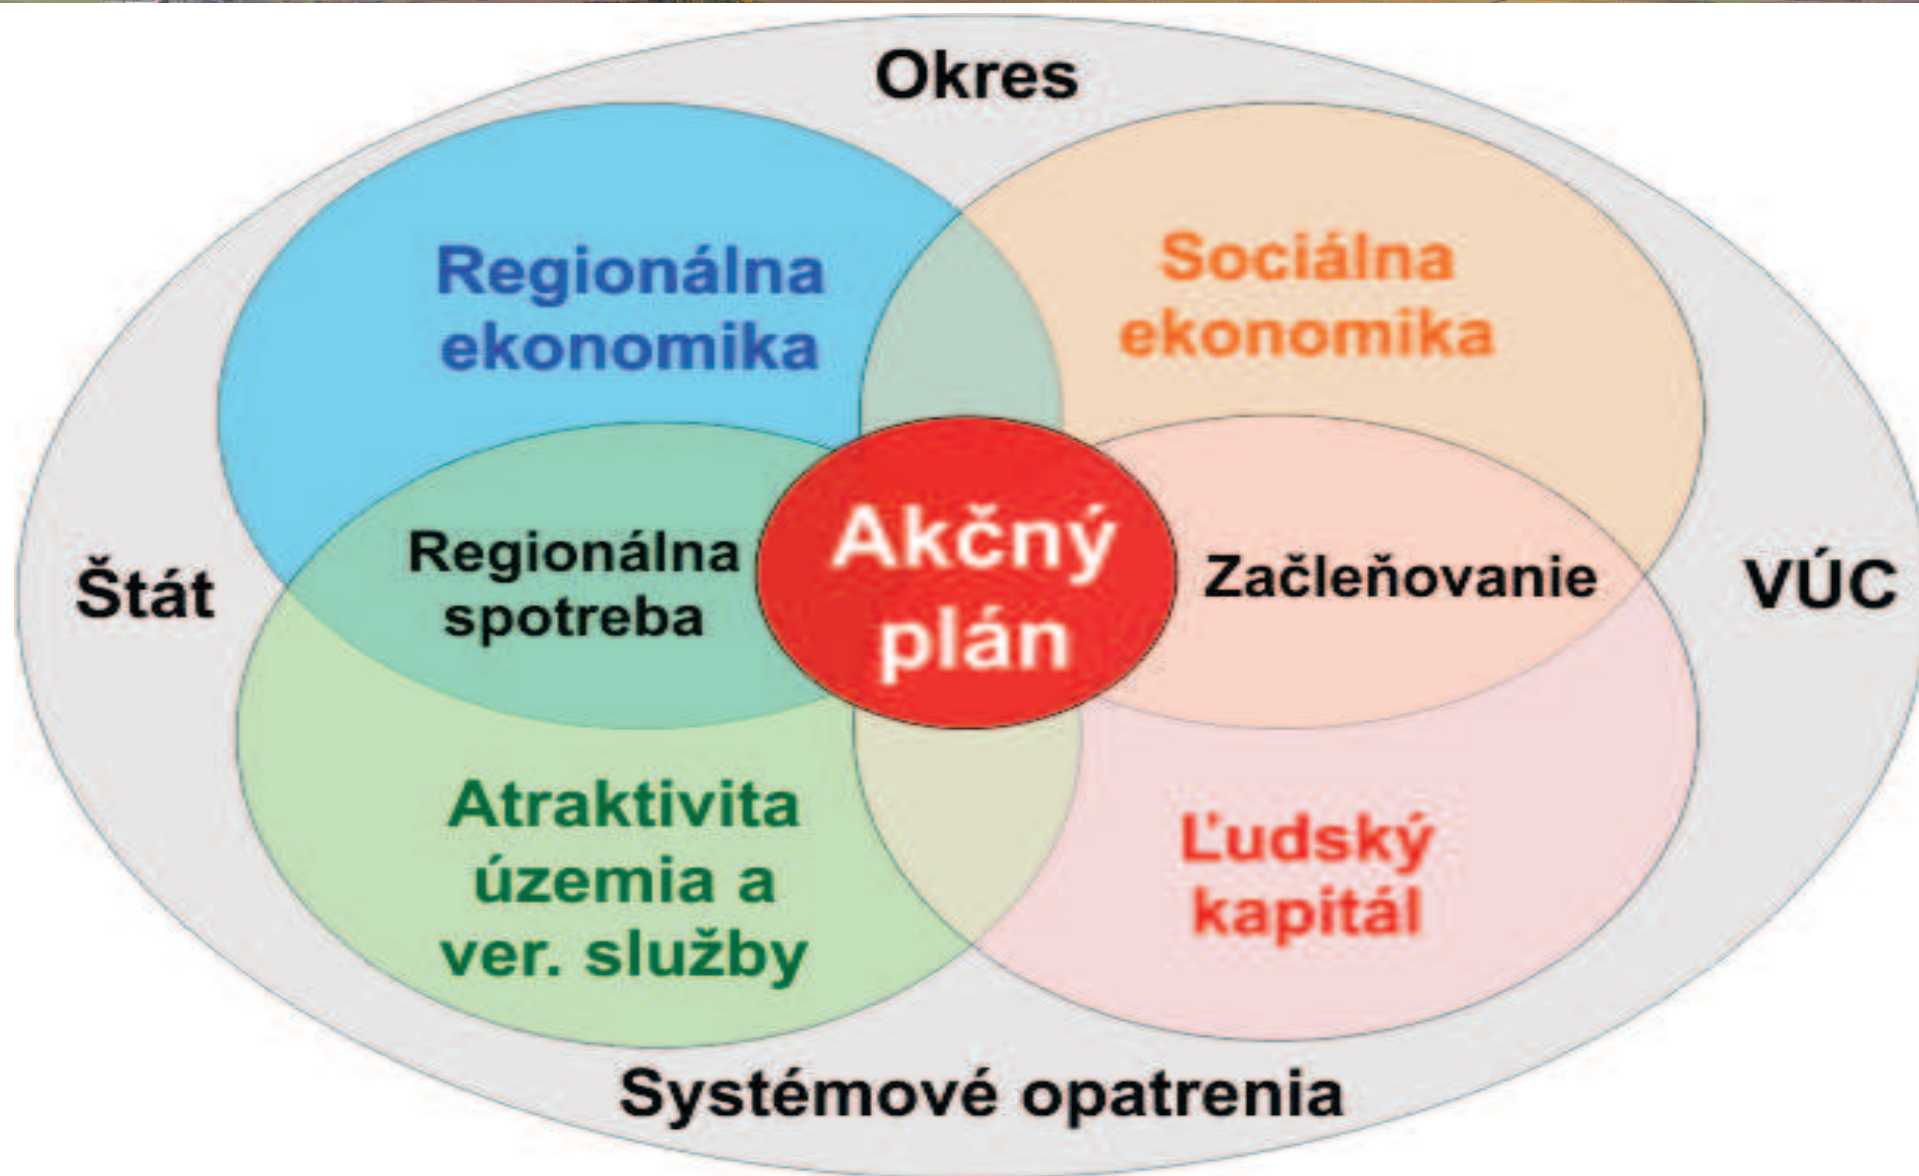 Okres
Regionálna
ekonomika
Sociálna
ekonomika
Štát
Regionálna
spotreba
Akčný
plán
Začleňovanie
VÚC
Atraktivita
územia a
ver. služby
Ľudský
kapitál
Systémové opatrenia